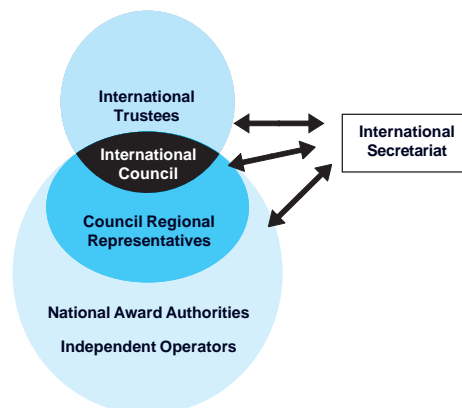 International
Trustees
International
Council
International
Secretariat
Council Regional
Representatives
National Award Authorities
Independent Operators